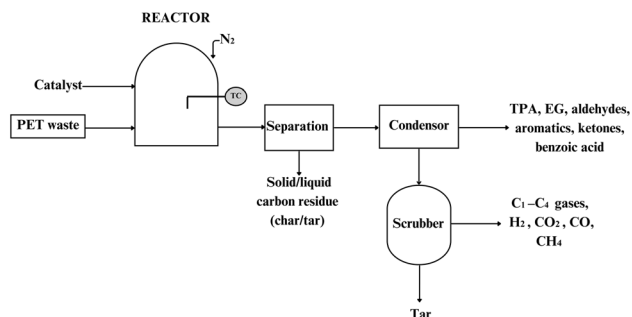 REACTOR
N₂
Catalyst
TC
PET waste
Separation
Condensor
TPA, EG, aldehydes,
aromatics, ketones,
benzoic acid
Solid/liquid
carbon residue
(char/tar)
Scrubber
C₁ –C₄ gases,
H₂ , CO₂ , CO,
CH₄
Tar